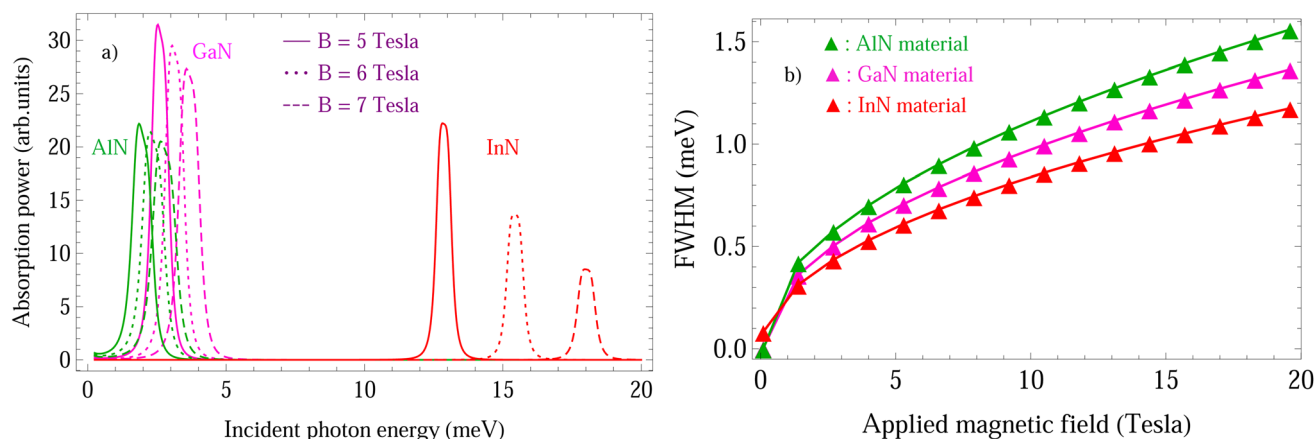 a)
GaN
B = 5 Tesla
B = 6 Tesla
B = 7 Tesla
AlN
InN
30
25
20
15
10
5
0
0 5 10 15 20
Absorption power (arb.units)
Incident photon energy (meV)
b)
: AlN material
: GaN material
: InN material
1.5
1.0
0.5
0.0
0 5 10 15 20
FWHM (meV)
Applied magnetic field (Tesla)